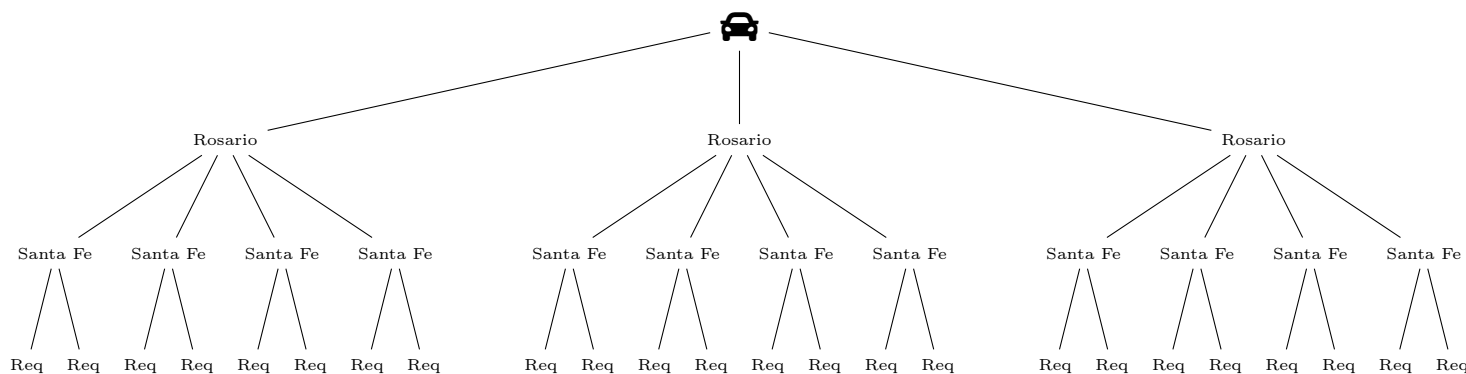 Rosario Rosario Rosario
Santa Fe Santa Fe Santa Fe Santa Fe Santa Fe Santa Fe Santa Fe Santa Fe Santa Fe Santa Fe Santa Fe Santa Fe
Req Req Req Req Req Req Req Req Req Req Req Req Req Req Req Req Req Req Req Req Req Req Req Req